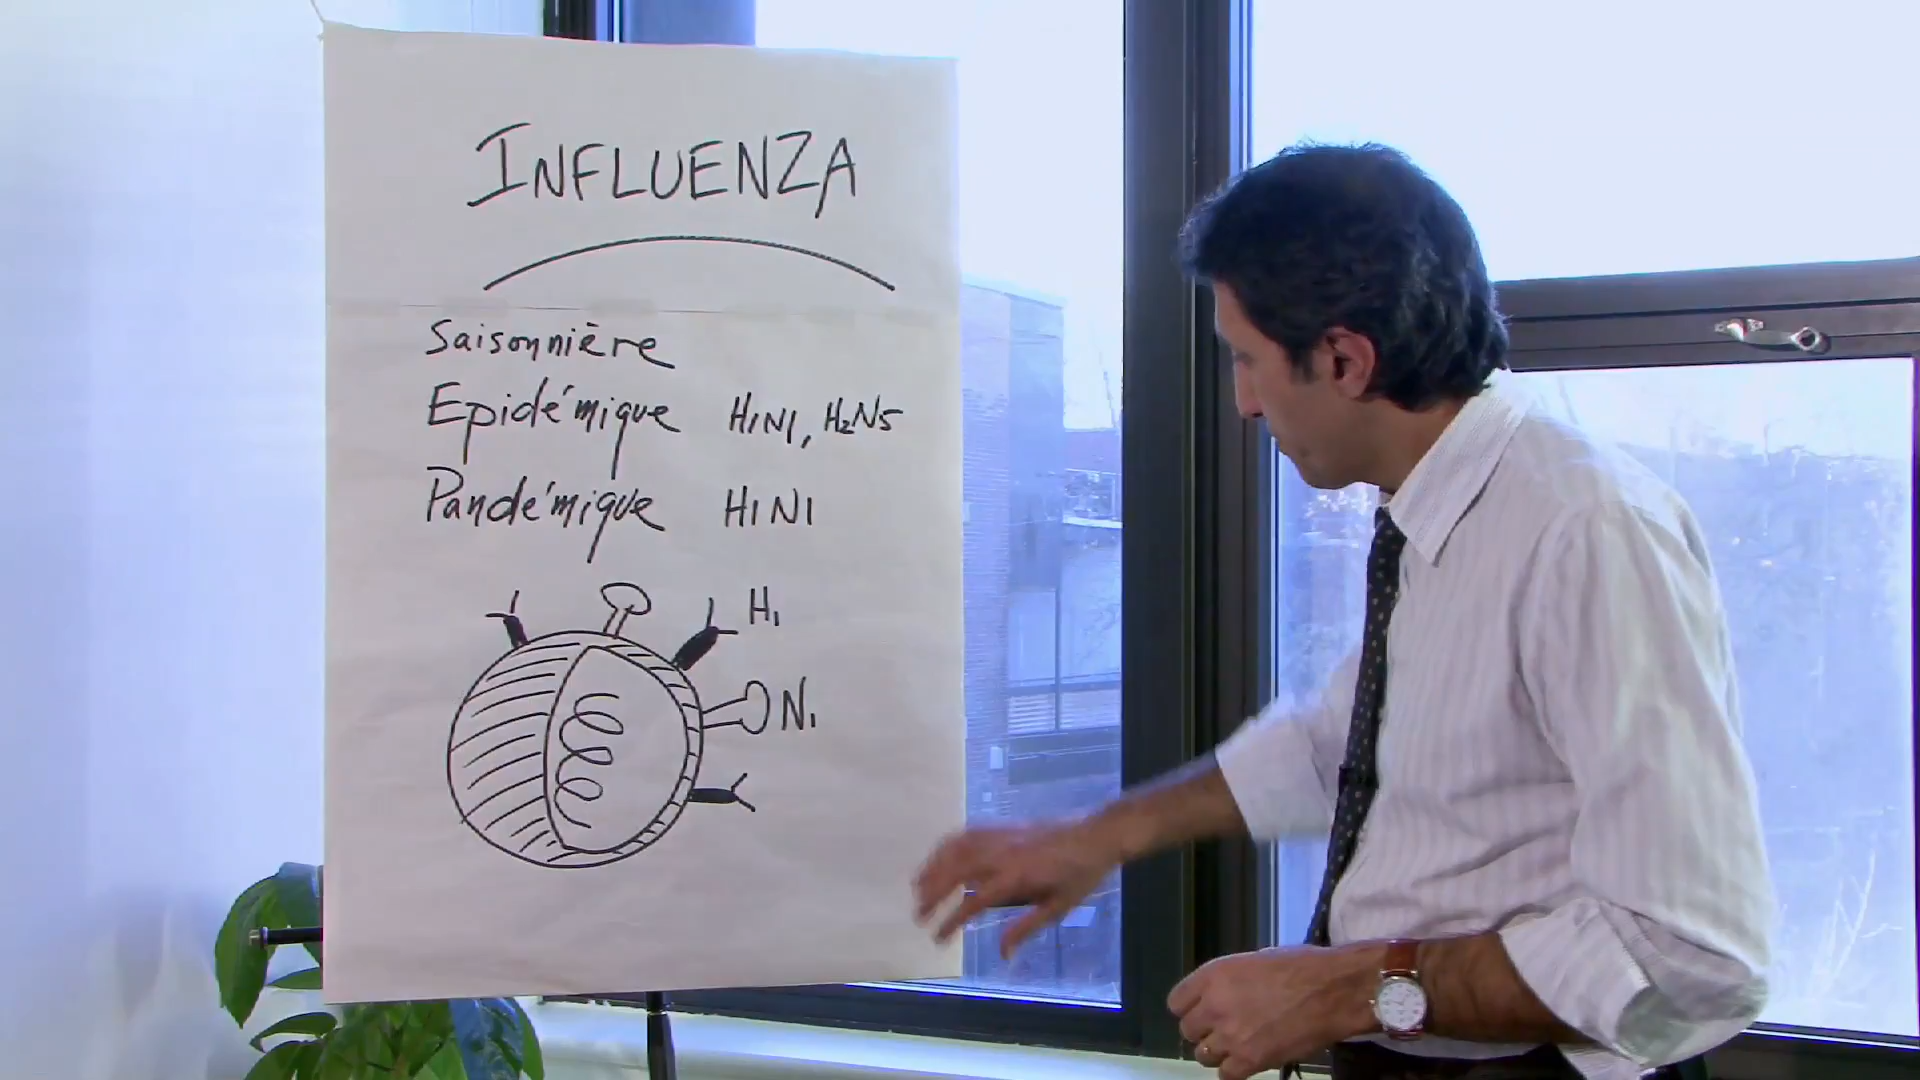 INFLUENZA
Saisonnière
Epidémique H1N1, H2N5
Pandémique H1N1
H1
N1